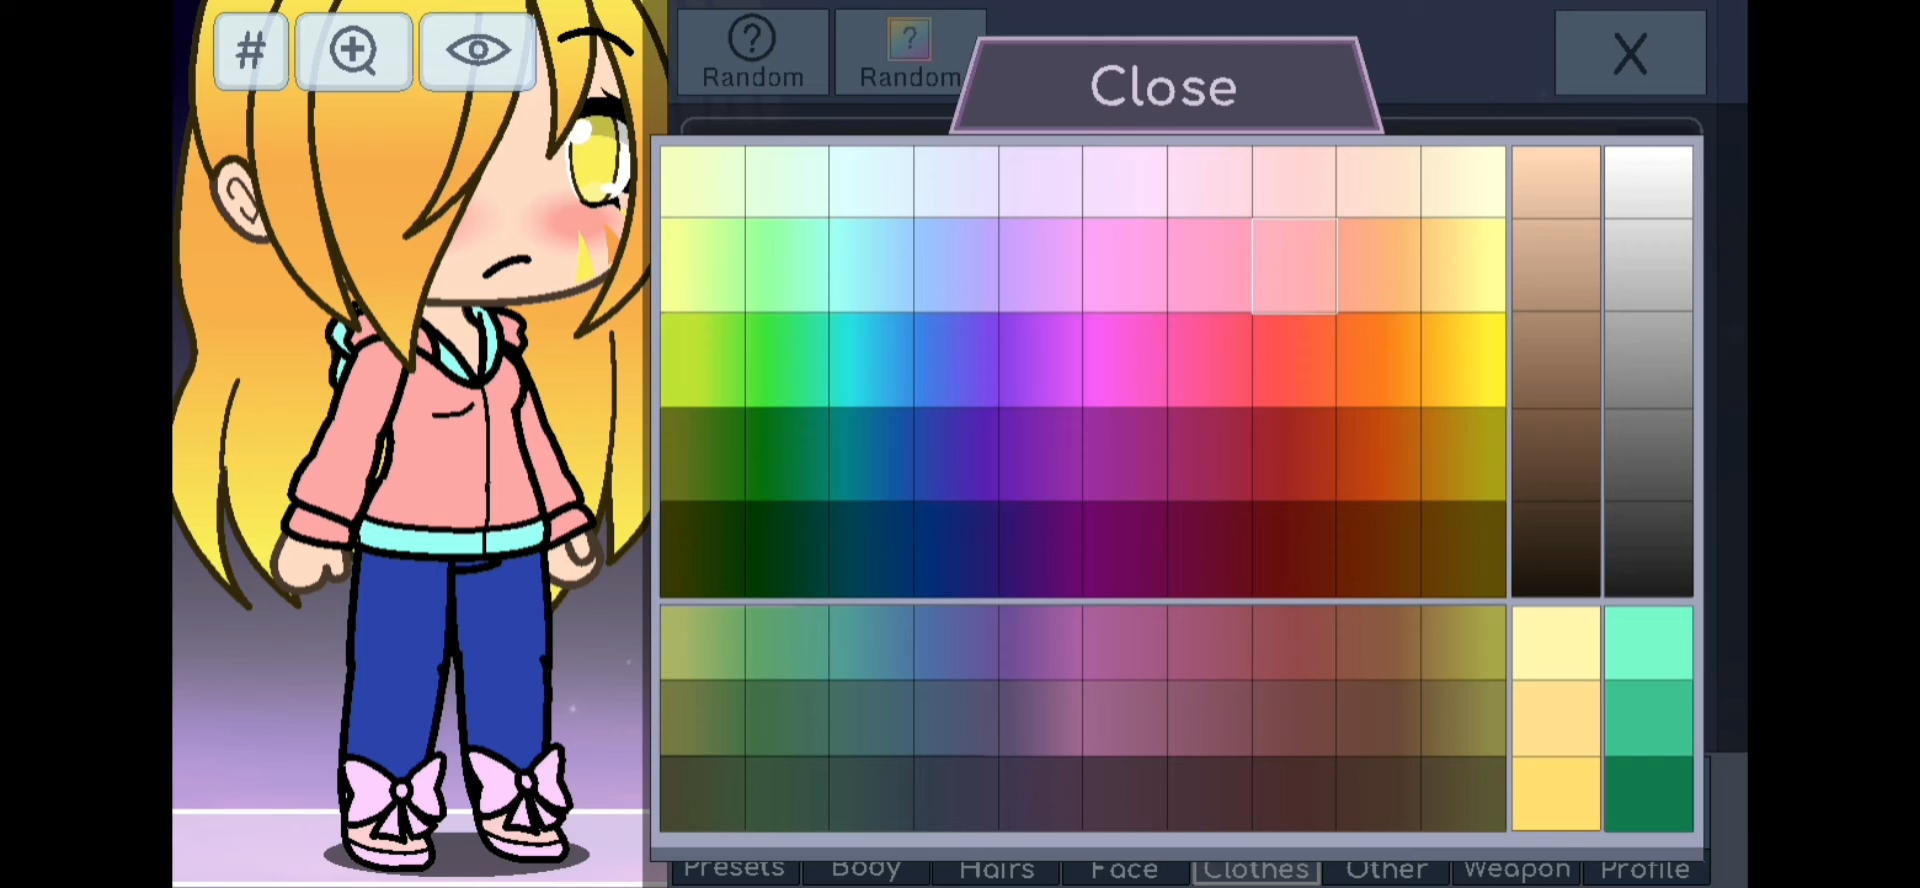 #
? Random
? Random
Close
X
Presets Body Hairs Face Clothes Other Weapon Profile